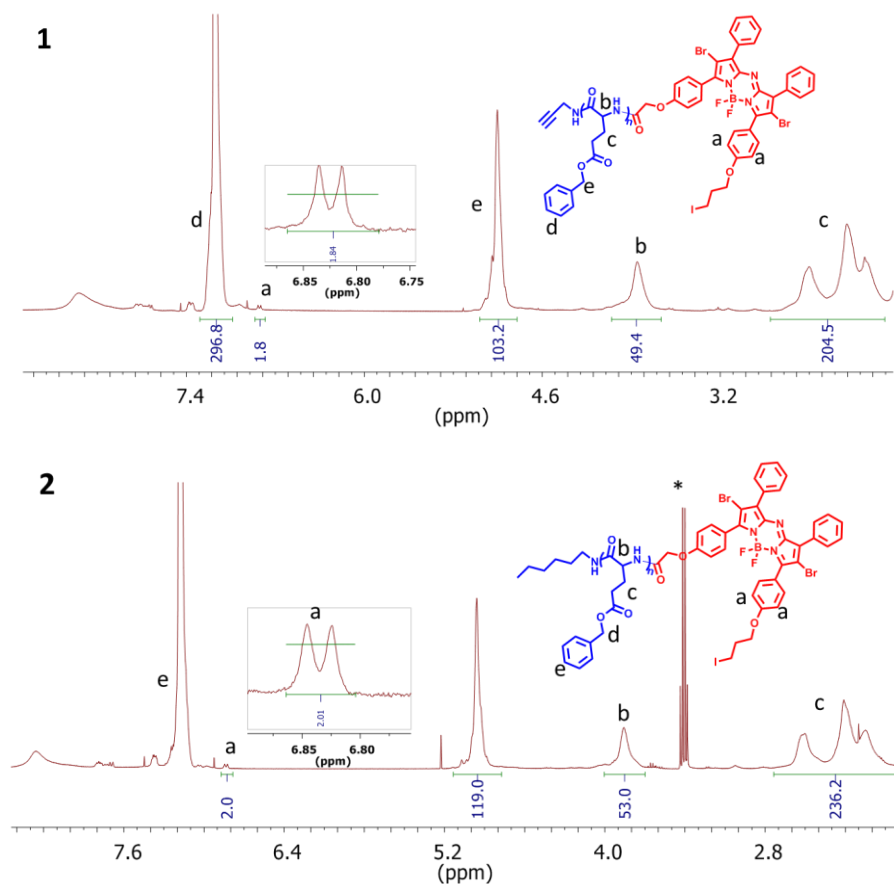 1
d
a
e
b
c
6.85 6.80 6.75
(ppm)
1.84
296.8
1.8
103.2
49.4
204.5
7.4 6.0 4.6 3.2
(ppm)
NH
O
b
H
N
n
O
O
c
O
O
e
d
Br
N
N
B
N
F
F
Br
a
a
O
I
2
e
a
a
b
c
*
6.85 6.80
(ppm)
2.01
2.0
119.0
53.0
236.2
7.6 6.4 5.2 4.0 2.8
(ppm)
NH
O
b
H
N
n
O
O
c
O
O
d
e
Br
N
N
B
N
F
F
Br
a
a
O
I